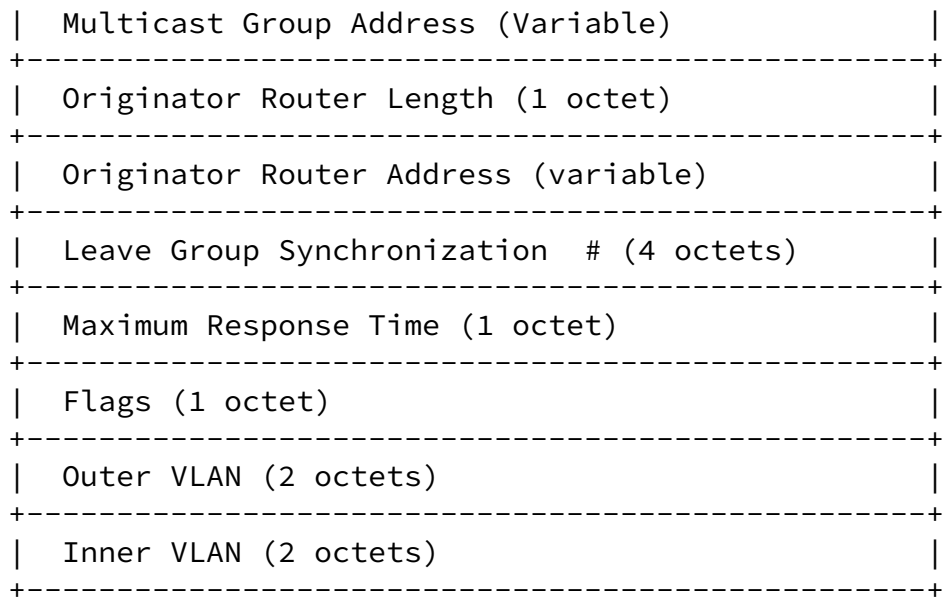 |  Multicast Group Address (Variable)              |
+--------------------------------------------------+
|  Originator Router Length (1 octet)              |
+--------------------------------------------------+
|  Originator Router Address (variable)            |
+--------------------------------------------------+
|  Leave Group Synchronization  # (4 octets)       |
+--------------------------------------------------+
|  Maximum Response Time (1 octet)                 |
+--------------------------------------------------+
|  Flags (1 octet)                                 |
+--------------------------------------------------+
|  Outer VLAN (2 octets)                           |
+--------------------------------------------------+
|  Inner VLAN (2 octets)                           |
+--------------------------------------------------+